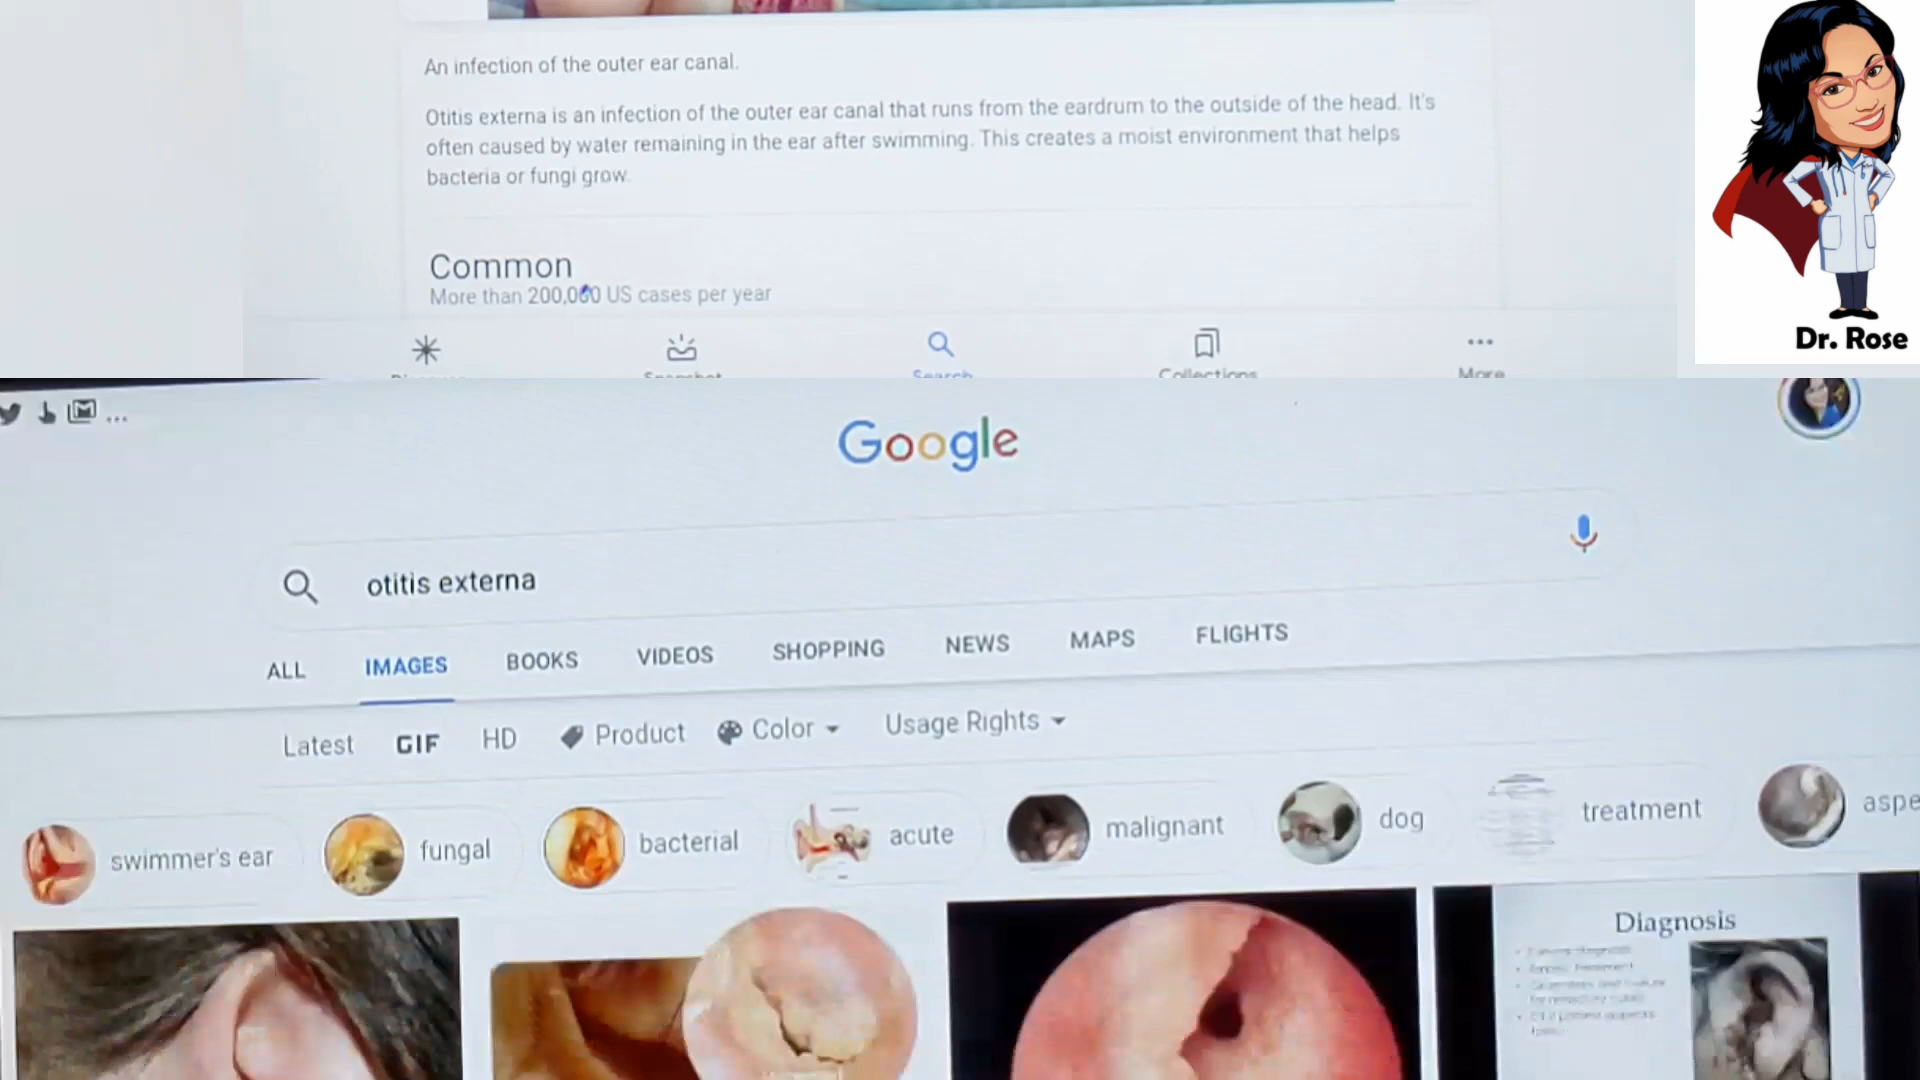 An infection of the outer ear canal.
Otitis externa is an infection of the outer ear canal that runs from the eardrum to the outside of the head. It's
often caused by water remaining in the ear after swimming. This creates a moist environment that helps
bacteria or fungi grow.
Common
More than 200,000 US cases per year
Search
Collections
More
Dr. Rose
Google
otitis externa
ALL IMAGES BOOKS VIDEOS SHOPPING NEWS MAPS FLIGHTS
Latest GIF HD Product Color Usage Rights
swimmer's ear fungal bacterial acute malignant dog treatment aspe
Diagnosis